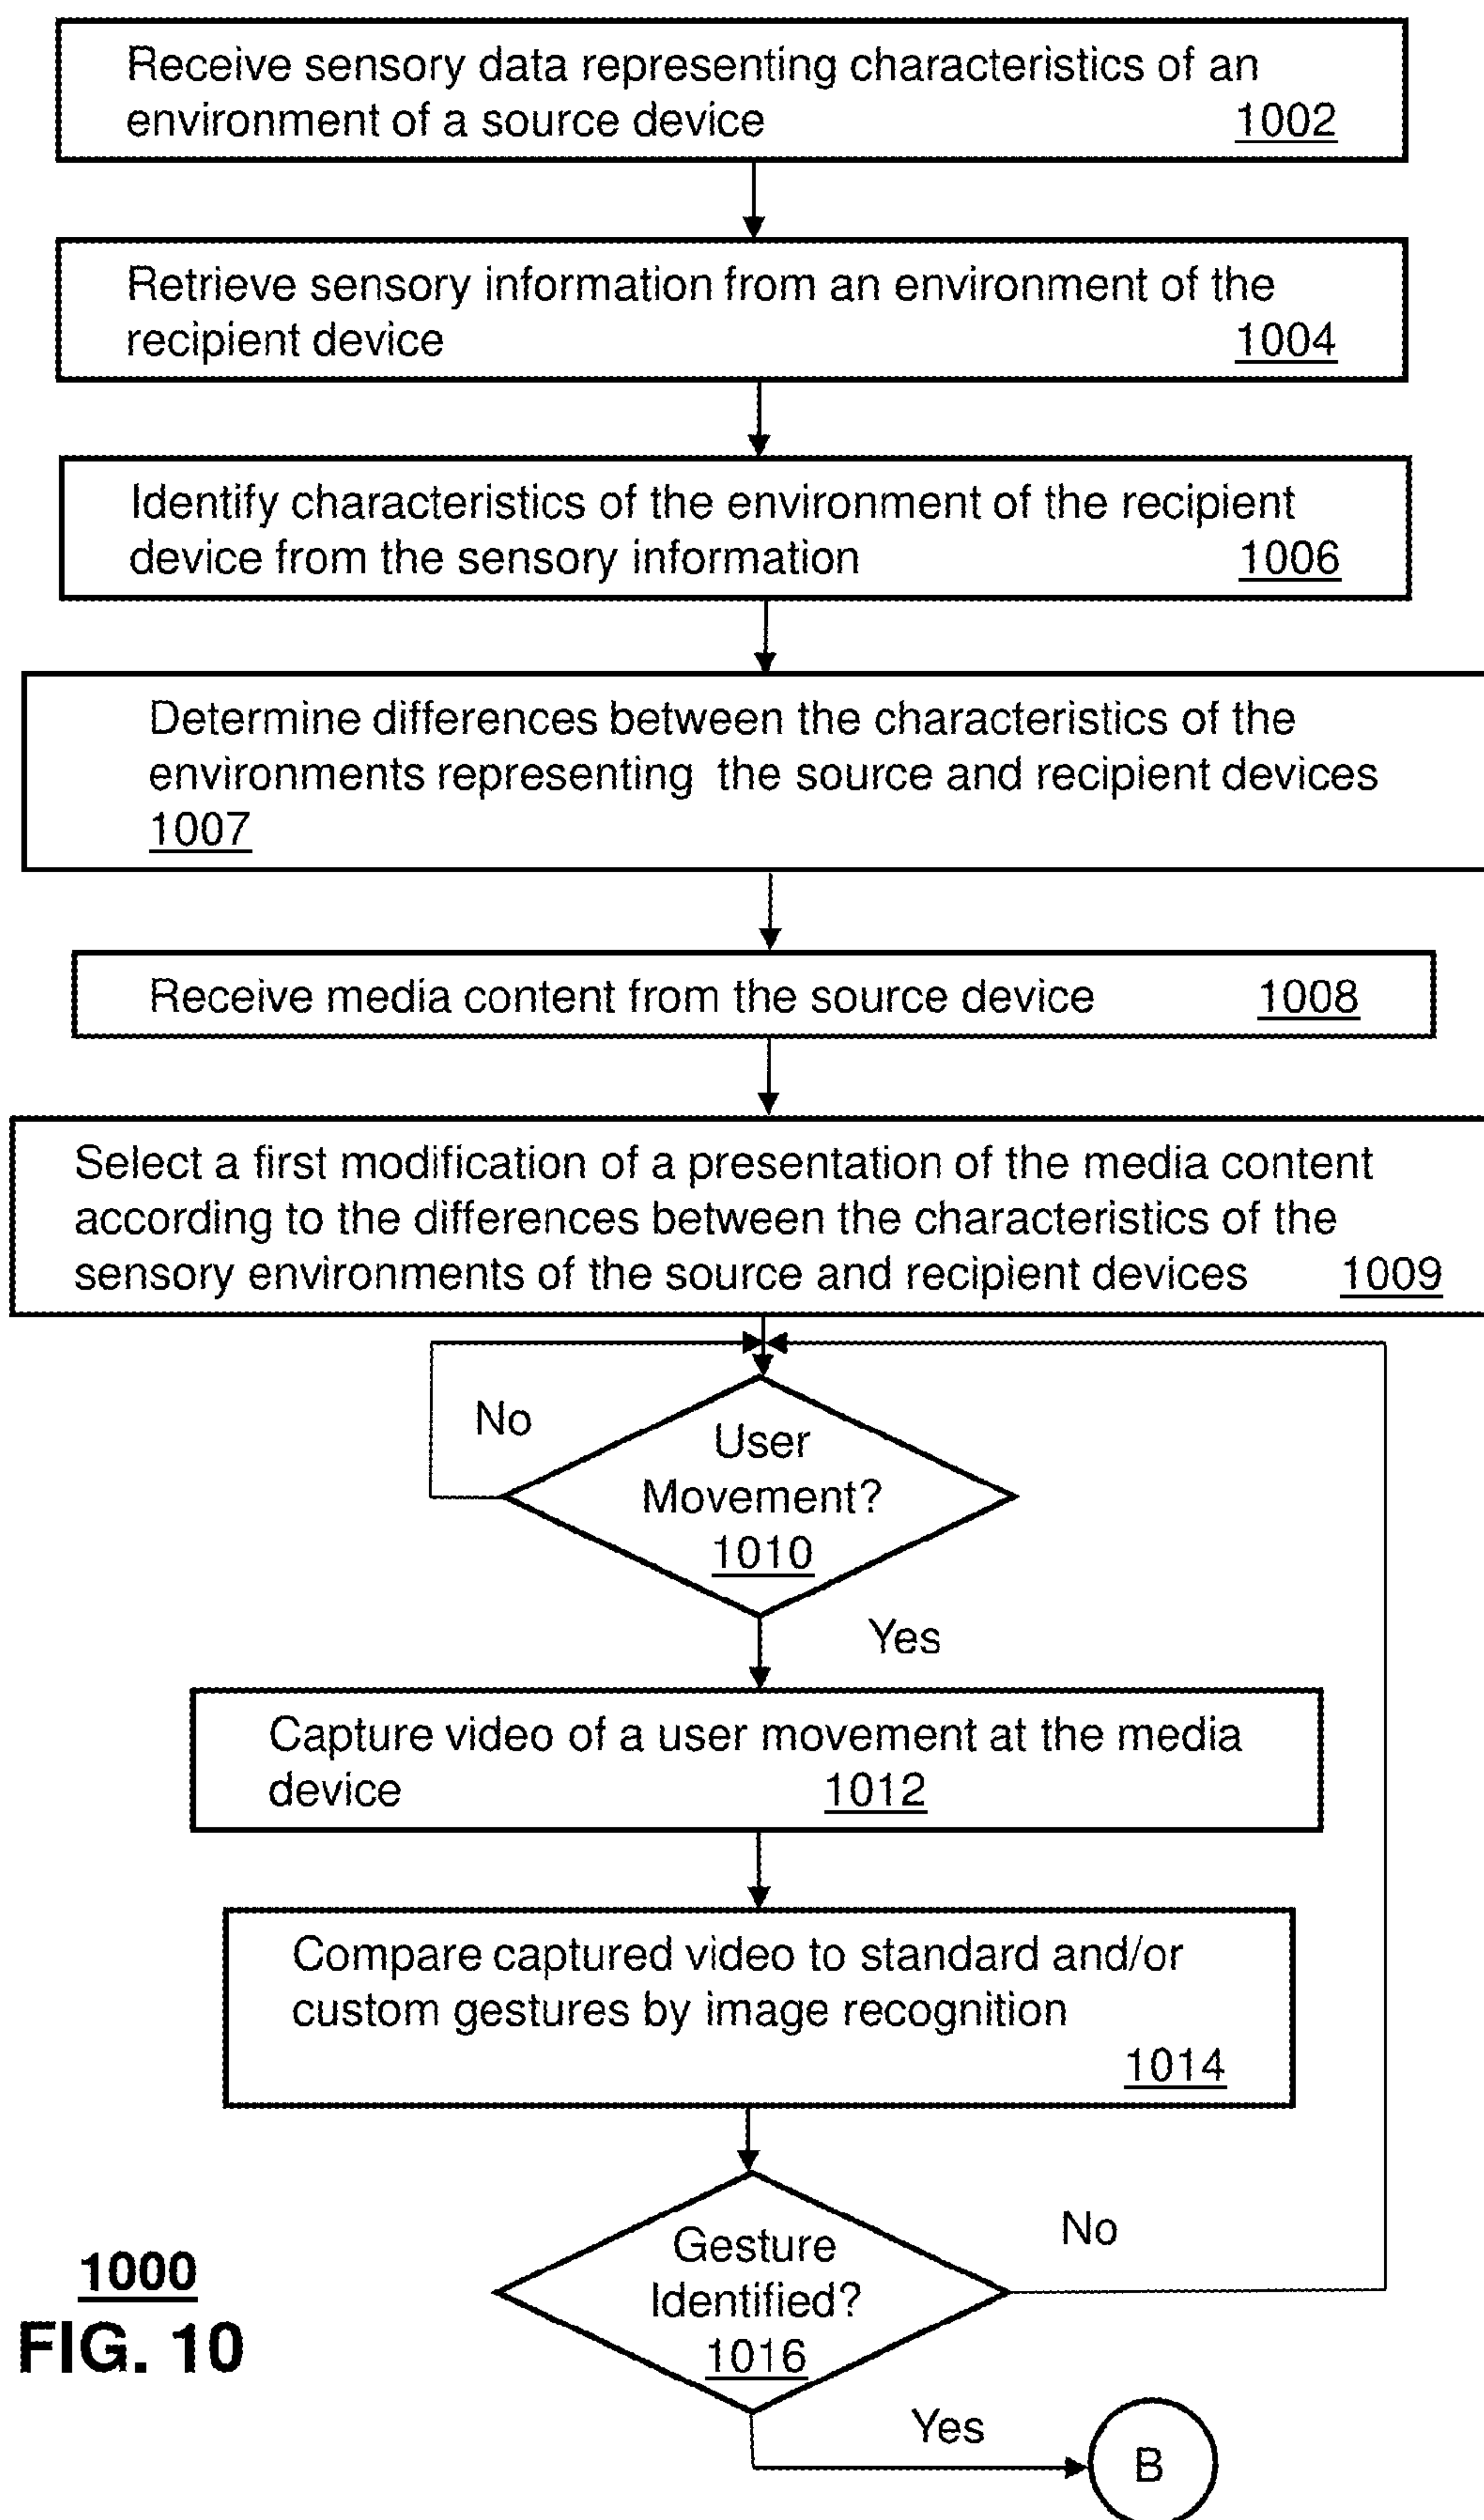 Receive sensory data representing characteristics of an
environment of a source device 1002
Retrieve sensory information from an environment of the
recipient device 1004
Identify characteristics of the environment of the recipient
device from the sensory information 1006
Determine differences between the characteristics of the
environments representing the source and recipient devices
1007
Receive media content from the source device 1008
Select a first modification of a presentation of the media content
according to the differences between the characteristics of the
sensory environments of the source and recipient devices 1009
No
User
Movement?
1010
Yes
Capture video of a user movement at the media
device 1012
Compare captured video to standard and/or
custom gestures by image recognition
1014
Gesture
Identified?
1016
No
Yes
B
1000
FIG. 10